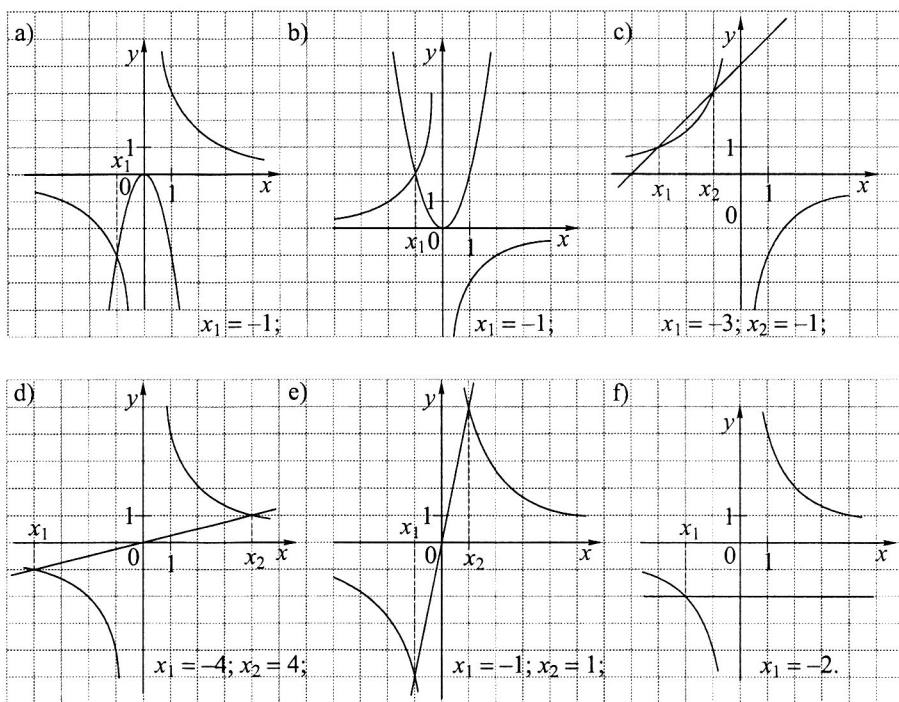 a) b) c)
y y y
1 1 1
x₁ 0 1 x
x₁ 0 1 x
x₁ x₂ 0 1 x
x₁ = –1; x₁ = –1; x₁ = –3; x₂ = –1;
d) e) f)
y y y
1 1 1
x₁ 0 1 x₂ x
x₁ 0 x₂ x
x₁ 0 1 x
x₁ = –4; x₂ = 4; x₁ = –1; x₂ = 1; x₁ = –2.